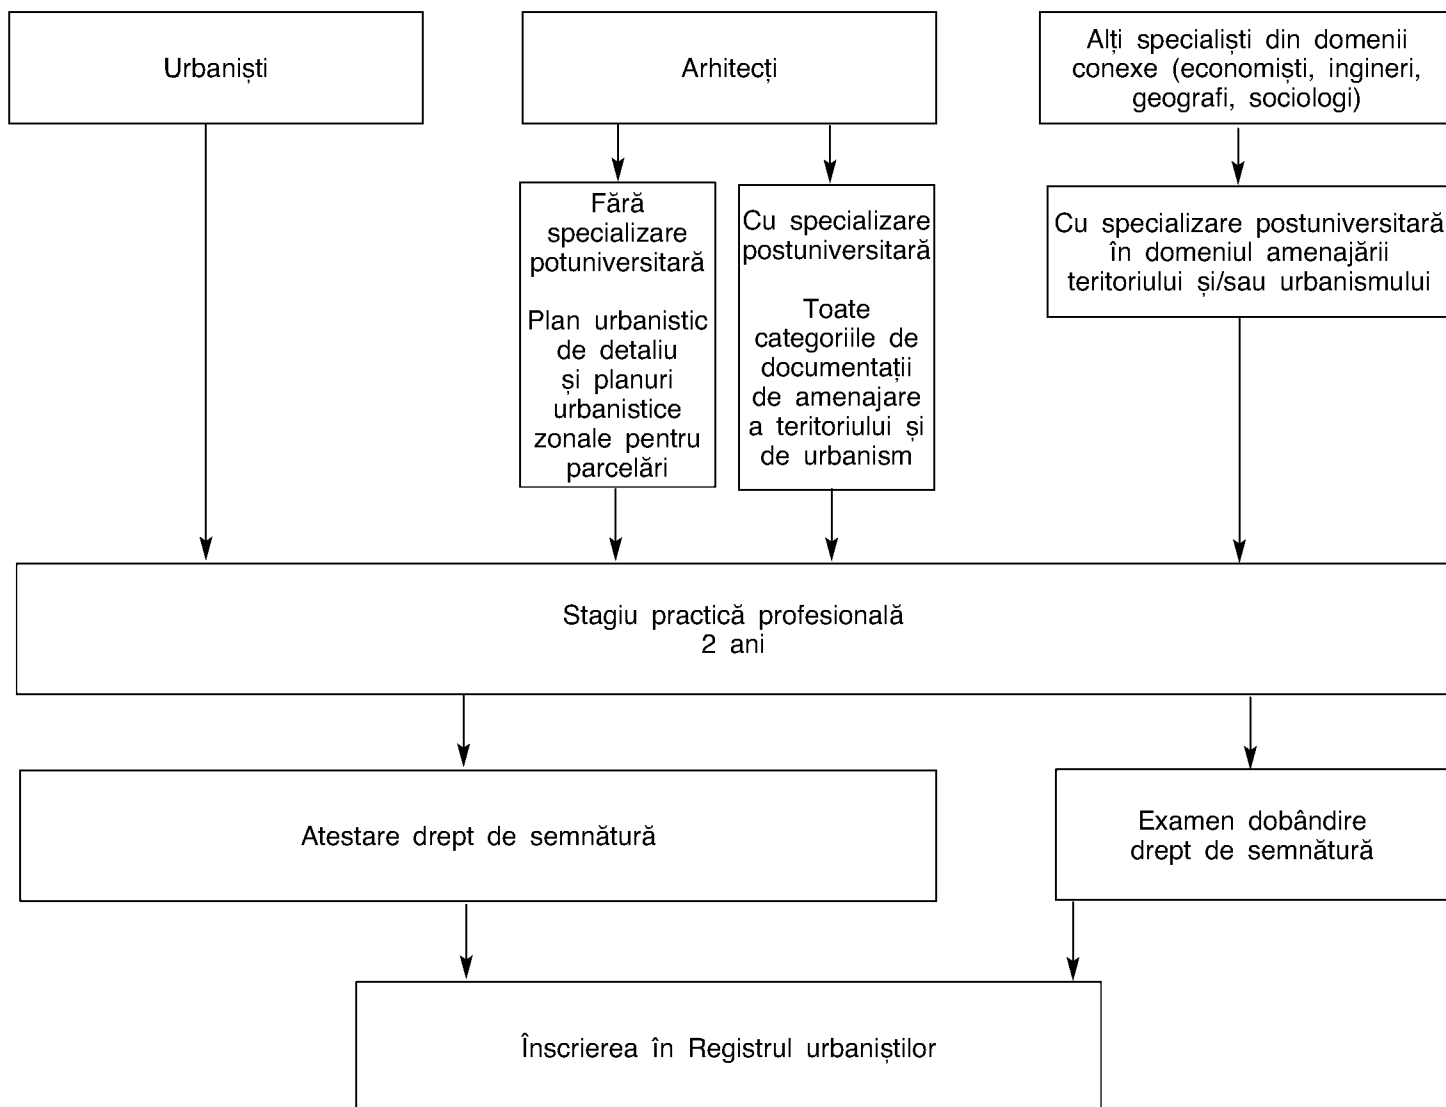 Urbaniști
Arhitecți
Alți specialiști din domenii
conexe (economiști, ingineri,
geografi, sociologi)
Fără
specializare
potuniversitară
Plan urbanistic
de detaliu
și planuri
urbanistice
zonale pentru
parcelări
Cu specializare
postuniversitară
Toate
categoriile de
documentații
de amenajare
a teritoriului și
de urbanism
Cu specializare postuniversitară
în domeniul amenajării
teritoriului și/sau urbanismului
Stagiu practică profesională
2 ani
Atestare drept de semnătură
Examen dobândire
drept de semnătură
Înscrierea în Registrul urbaniștilor